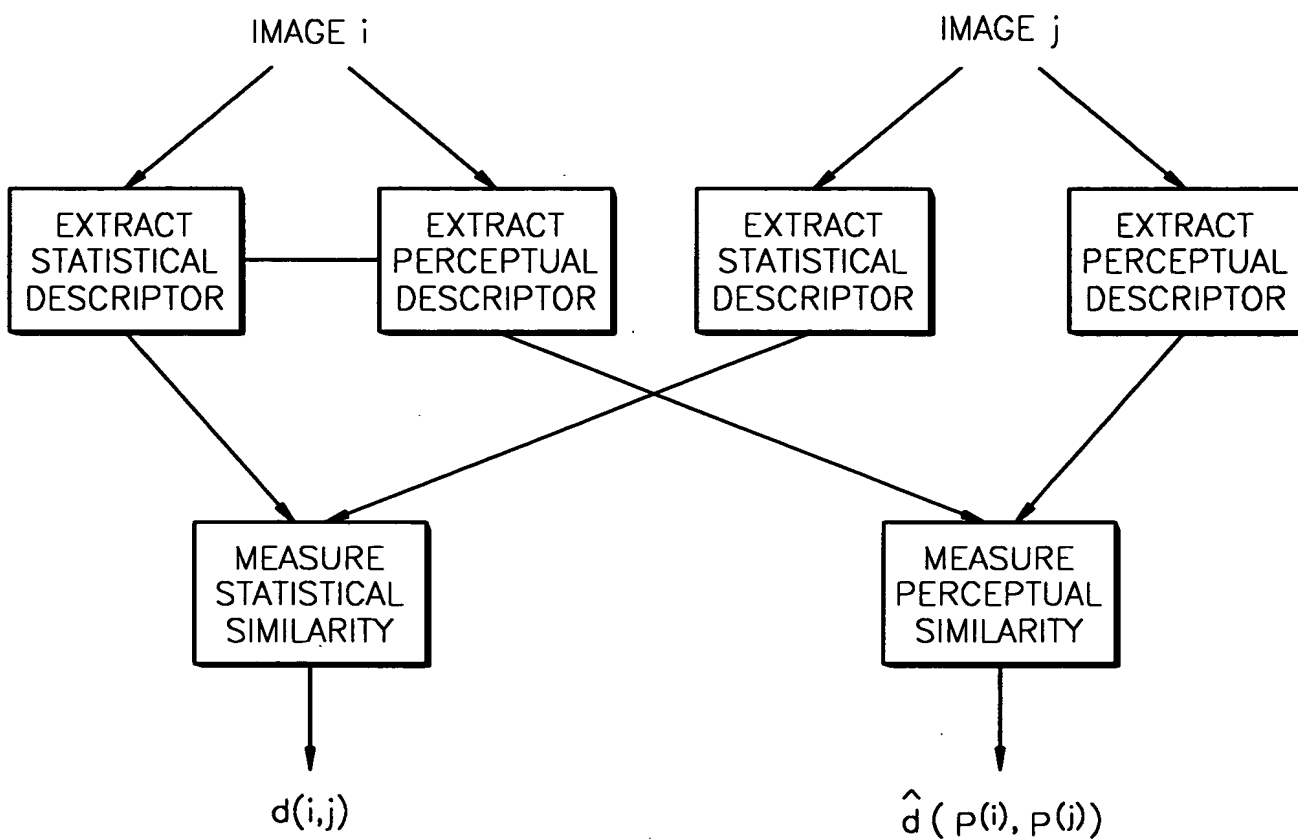 IMAGE i
IMAGE j
EXTRACT
STATISTICAL
DESCRIPTOR
EXTRACT
PERCEPTUAL
DESCRIPTOR
EXTRACT
STATISTICAL
DESCRIPTOR
EXTRACT
PERCEPTUAL
DESCRIPTOR
MEASURE
STATISTICAL
SIMILARITY
MEASURE
PERCEPTUAL
SIMILARITY
d(i,j)
d̂ ( P(i), P(j))